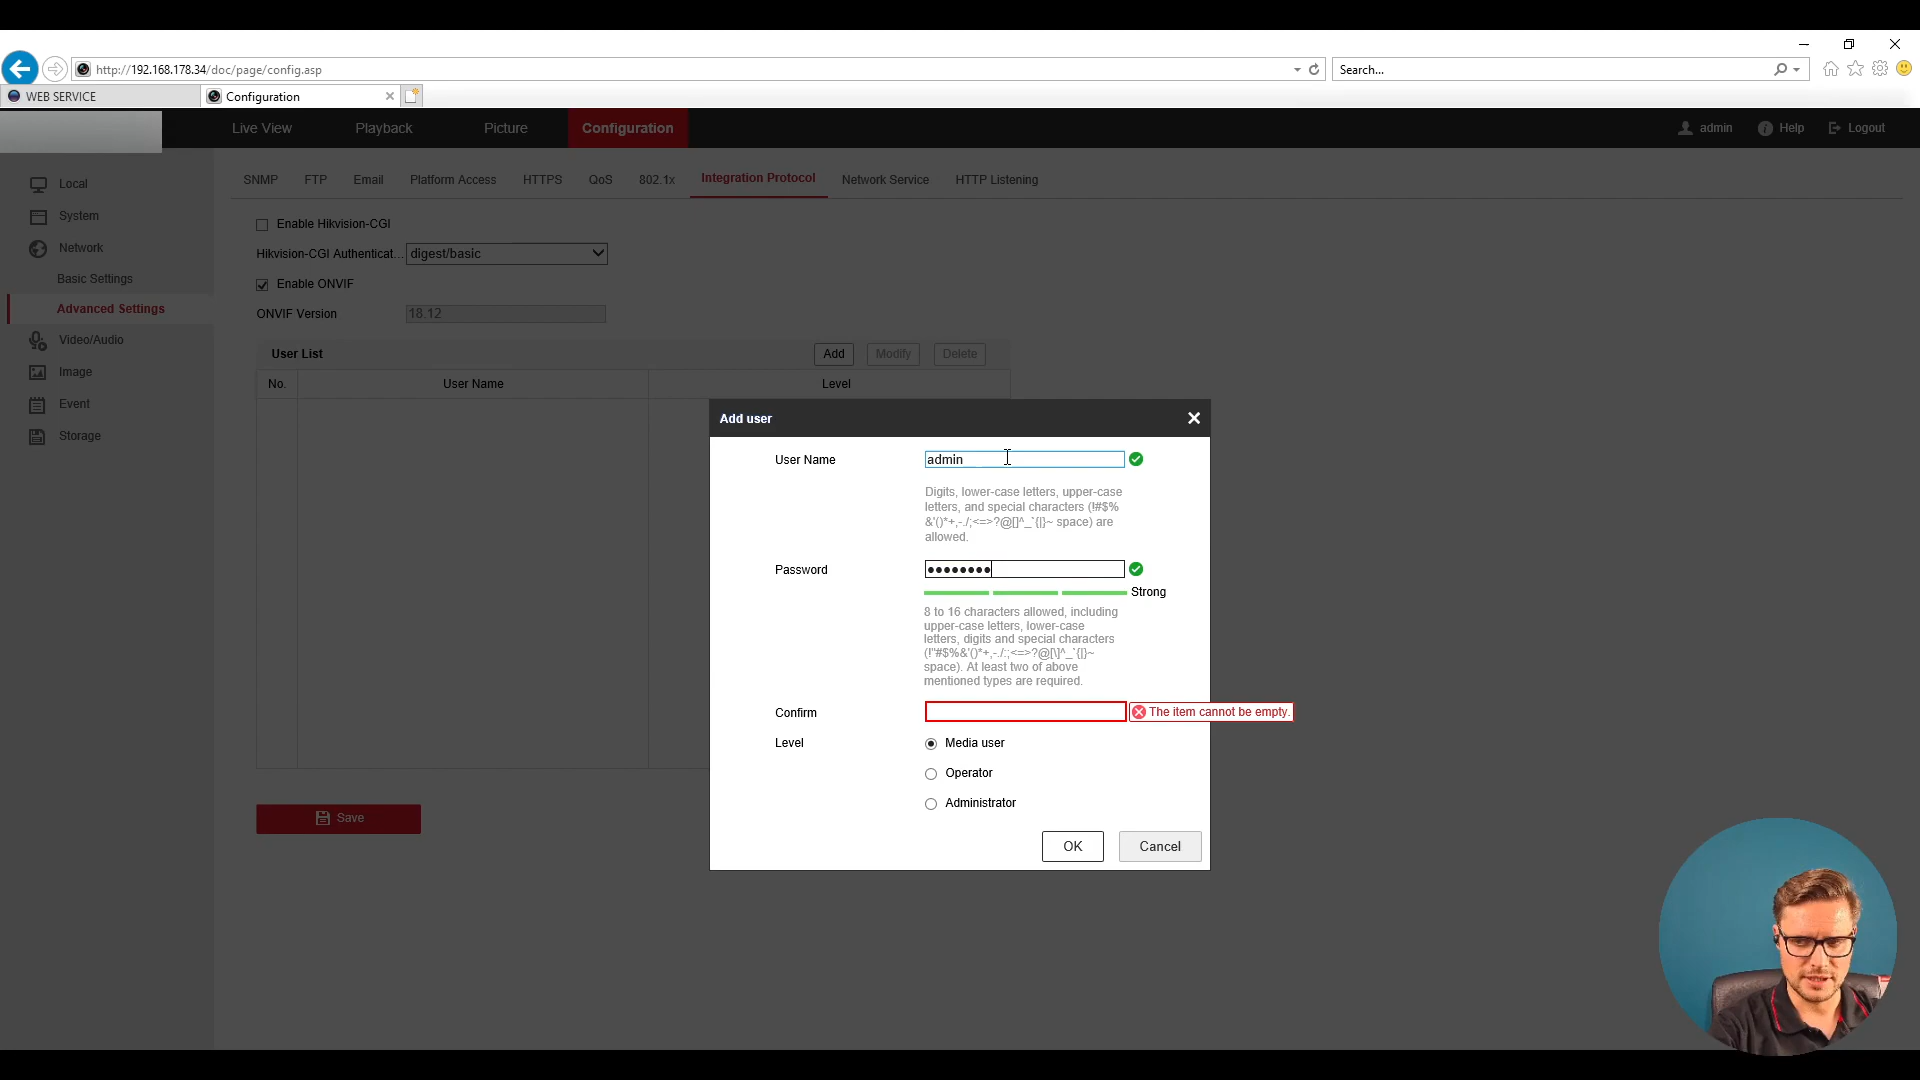 http://192.168.178.34/doc/page/config.asp
Search...
WEB SERVICE
Configuration
Live View
Playback
Picture
Configuration
admin
Help
Logout
Local
System
Network
Basic Settings
Advanced Settings
Video/Audio
Image
Event
Storage
SNMP
FTP
Email
Platform Access
HTTPS
QoS
802.1x
Integration Protocol
Network Service
HTTP Listening
Enable Hikvision-CGI
Hikvision-CGI Authenticat...
digest/basic
Enable ONVIF
ONVIF Version
18.12
User List
Add
Modify
Delete
No.
User Name
Level
Save
Add user
User Name
admin
Digits, lower-case letters, upper-case
letters, and special characters (!#$%
&'()*+,-./;<=>?@[]^_`{|}~ space) are
allowed.
Password
●●●●●●●●
Strong
8 to 16 characters allowed, including
upper-case letters, lower-case
letters, digits and special characters
(!"#$%&'()*+,-./:;<=>?@[\]^_`{|}~
space). At least two of above
mentioned types are required.
Confirm
The item cannot be empty.
Level
Media user
Operator
Administrator
OK
Cancel